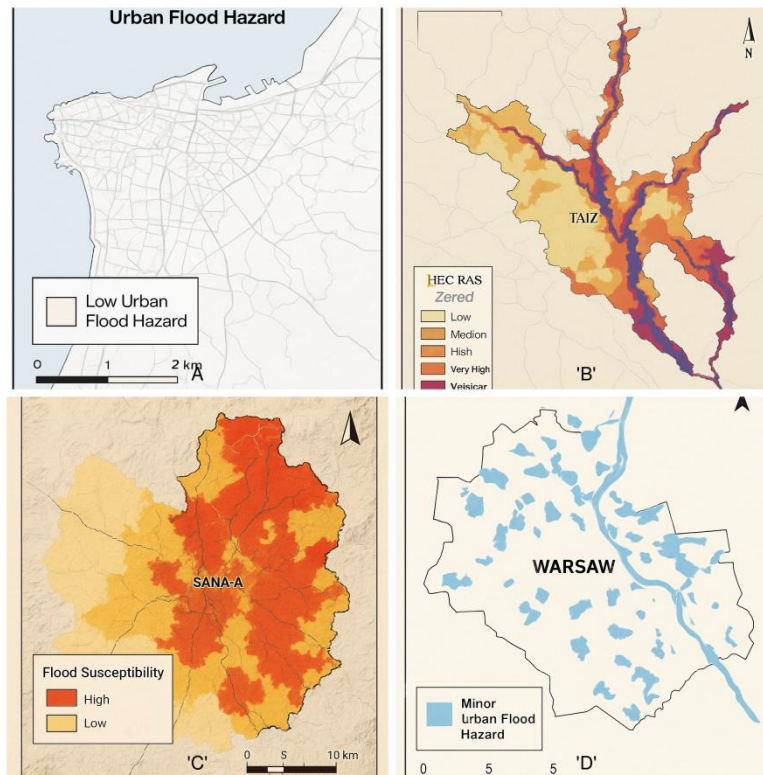 Urban Flood Hazard
Low Urban
Flood Hazard
0 1 2 km
A
N
TAIZ
HEC RAS
Zered
Low
Medion
Hish
Very High
Veisicar
'B'
SANA-A
Flood Susceptibility
High
Low
0 S 10 km
'C'
WARSAW
Minor
Urban Flood
Hazard
0 5 5
'D'